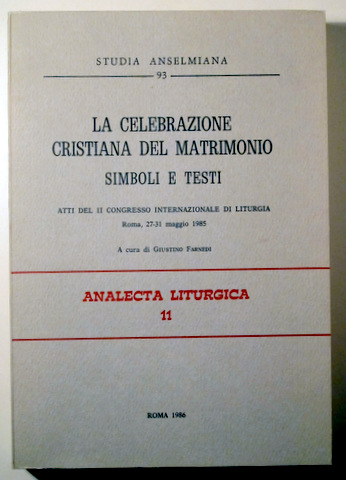 STUDIA ANSELMIANA
93
LA CELEBRAZIONE
CRISTIANA DEL MATRIMONIO
SIMBOLI E TESTI
ATTI DEL II CONGRESSO INTERNAZIONALE DI LITURGIA
Roma, 27-31 maggio 1985
A cura di GIUSTINO FARNEDI
ANALECTA LITURGICA
11
ROMA 1986